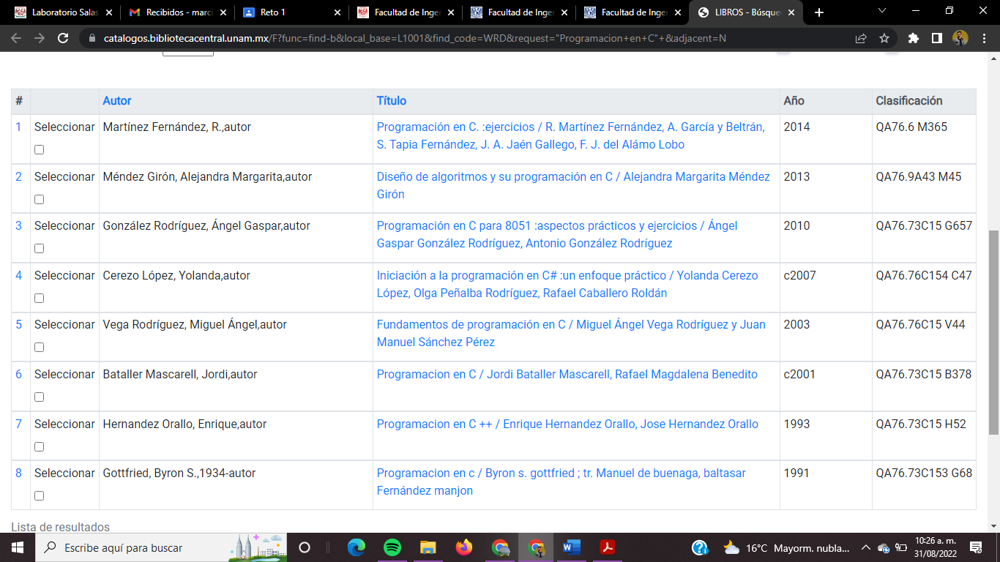 Laboratorio Salas
Recibidos - marci
Reto 1
Facultad de Inger
Facultad de Inger
Facultad de Inger
LIBROS - Búsque
catalogos.bibliotecacentral.unam.mx/F?func=find-b&local_base=L1001&find_code=WRD&request="Programacion+en+C"+&adjacent=N
# Autor Título Año Clasificación
1 Seleccionar Martínez Fernández, R.,autor Programación en C. :ejercicios / R. Martínez Fernández, A. García y Beltrán, 2014 QA76.6 M365
S. Tapia Fernández, J. A. Jaén Gallego, F. J. del Alámo Lobo
2 Seleccionar Méndez Girón, Alejandra Margarita,autor Diseño de algoritmos y su programación en C / Alejandra Margarita Méndez 2013 QA76.9A43 M45
Girón
3 Seleccionar González Rodríguez, Ángel Gaspar,autor Programación en C para 8051 :aspectos prácticos y ejercicios / Ángel 2010 QA76.73C15 G657
Gaspar González Rodríguez, Antonio González Rodríguez
4 Seleccionar Cerezo López, Yolanda,autor Iniciación a la programación en C# :un enfoque práctico / Yolanda Cerezo c2007 QA76.76C154 C47
López, Olga Peñalba Rodríguez, Rafael Caballero Roldán
5 Seleccionar Vega Rodríguez, Miguel Ángel,autor Fundamentos de programación en C / Miguel Ángel Vega Rodríguez y Juan 2003 QA76.76C15 V44
Manuel Sánchez Pérez
6 Seleccionar Bataller Mascarell, Jordi,autor Programacion en C / Jordi Bataller Mascarell, Rafael Magdalena Benedito c2001 QA76.73C15 B378
7 Seleccionar Hernandez Orallo, Enrique,autor Programacion en C ++ / Enrique Hernandez Orallo, Jose Hernandez Orallo 1993 QA76.73C15 H52
8 Seleccionar Gottfried, Byron S.,1934-autor Programacion en c / Byron s. gottfried ; tr. Manuel de buenaga, baltasar 1991 QA76.73C153 G68
Fernández manjon
Lista de resultados
Escribe aquí para buscar
16°C Mayorm. nubla...
10:26 a. m.
31/08/2022